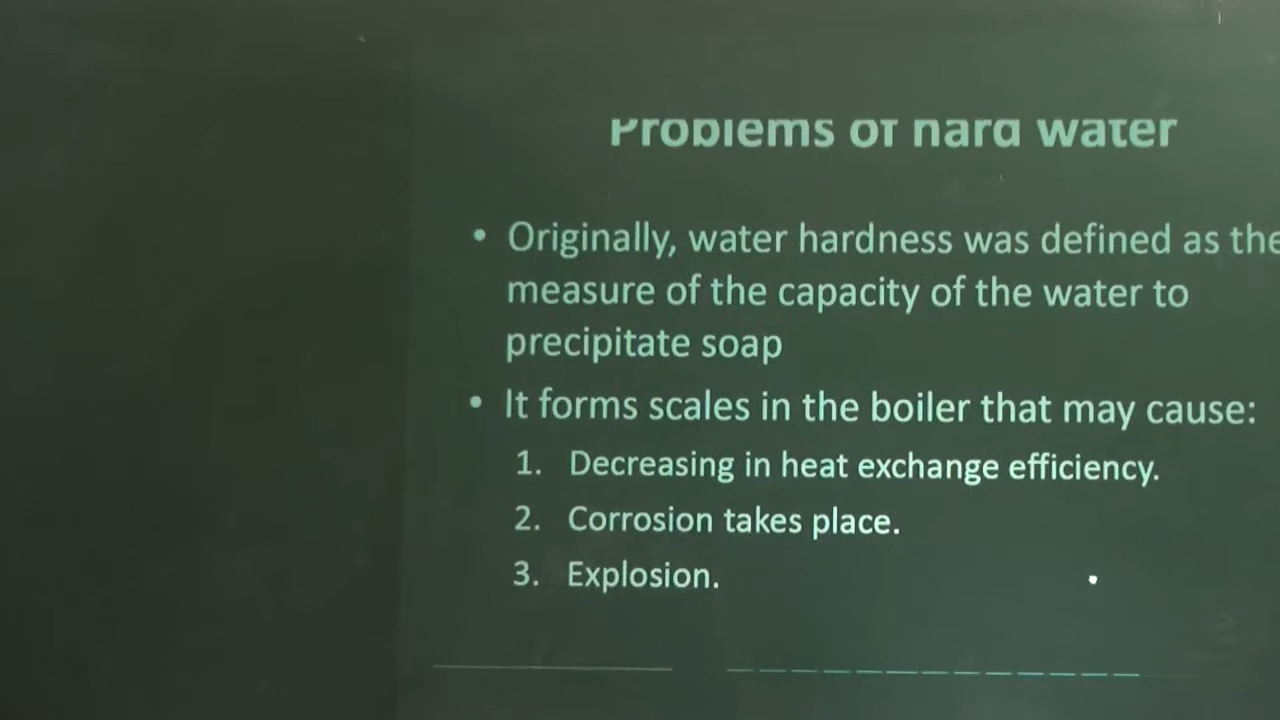 Problems of hard water
• Originally, water hardness was defined as the
measure of the capacity of the water to
precipitate soap
• It forms scales in the boiler that may cause:
1. Decreasing in heat exchange efficiency.
2. Corrosion takes place.
3. Explosion.